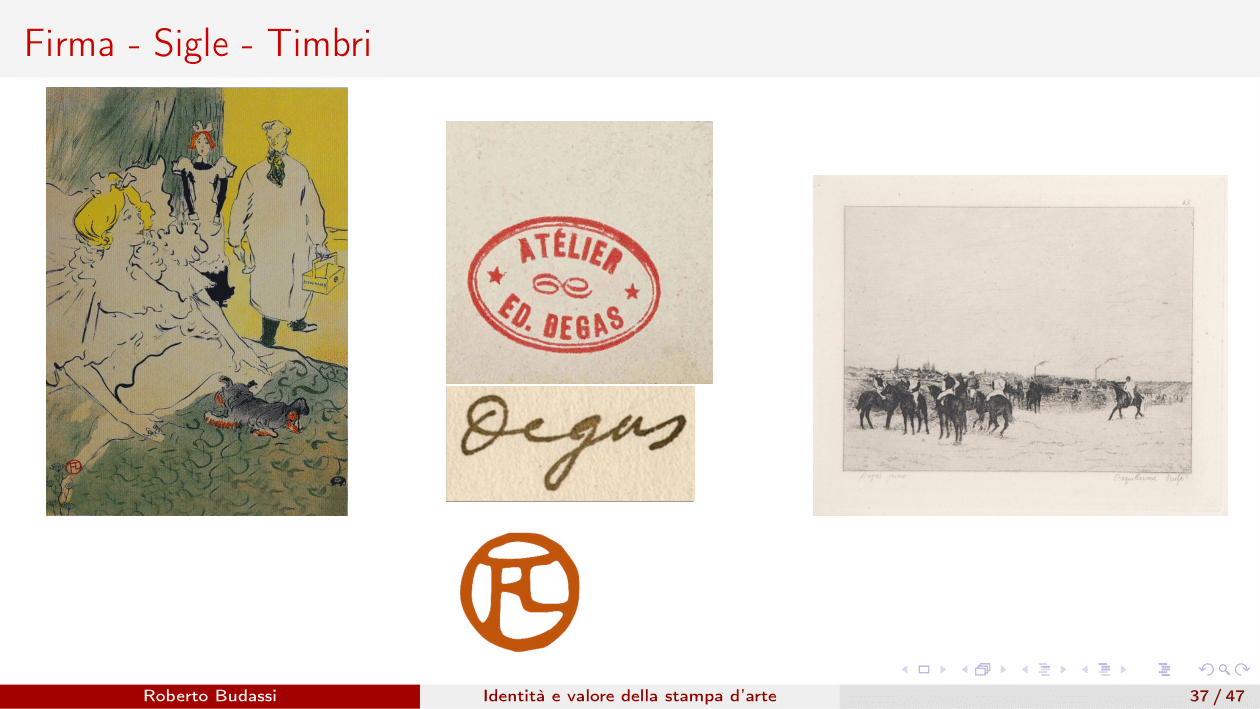 Firma - Sigle - Timbri
ATÉLIER
ED. DEGAS
Degas
Roberto Budassi
Identità e valore della stampa d'arte
37 / 47